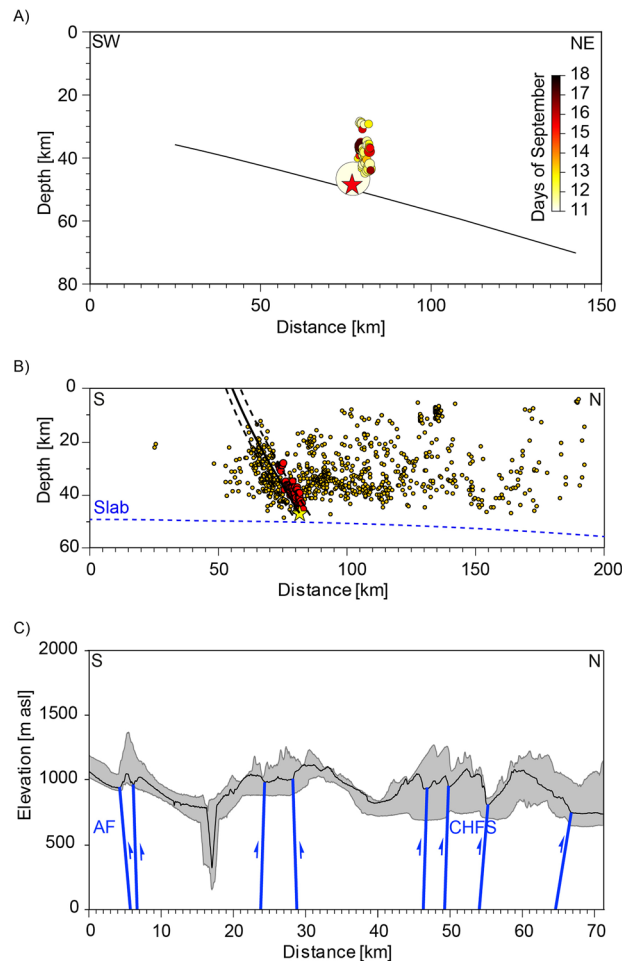 A)
0
20
40
60
80
Depth [km]
SW
NE
Days of September
18
17
16
15
14
13
12
11
0
50
100
150
Distance [km]
B)
0
20
40
60
Depth [km]
S
N
Slab
0
50
100
150
200
Distance [km]
C)
2000
1500
1000
500
0
Elevation [m asl]
S
N
AF
CHFS
0
10
20
30
40
50
60
70
Distance [km]